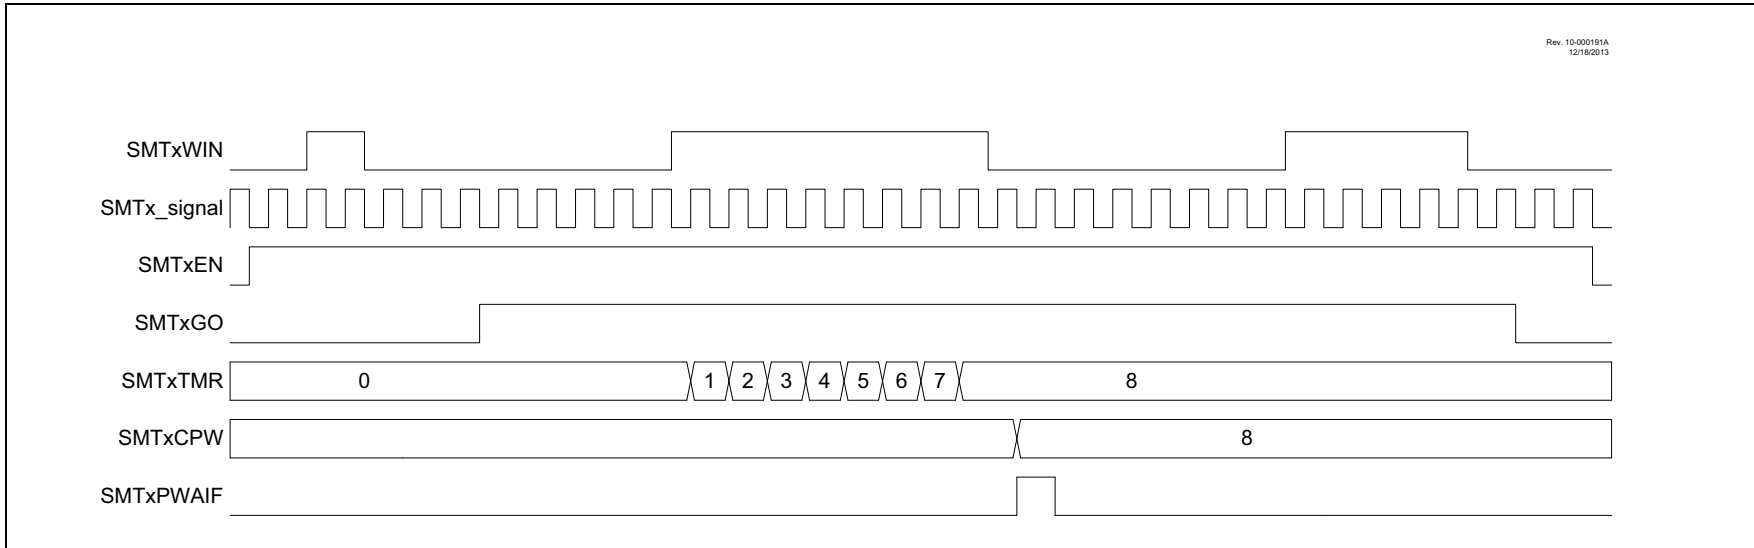 Rev. 10-000191A
12/18/2013
SMTxWIN
SMTx_signal
SMTxEN
SMTxGO
SMTxTMR 0 1 2 3 4 5 6 7 8
SMTxCPW 8
SMTxPWAIF